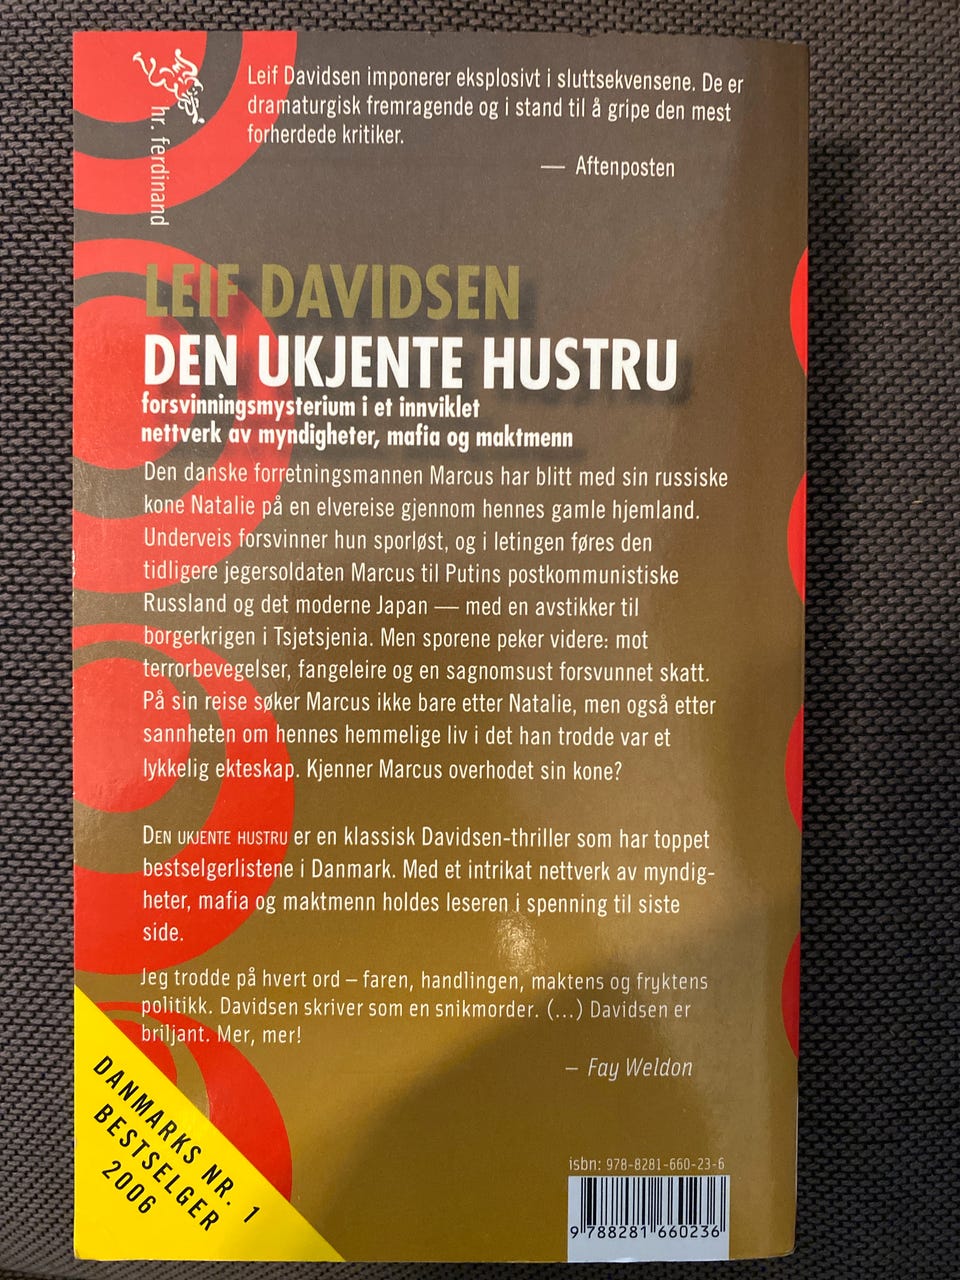 Leif Davidsen imponerer eksplosivt i sluttsekvensene. De er
dramaturgisk fremragende og i stand til å gripe den mest
forherdede kritiker.
— Aftenposten
hr. ferdinand
LEIF DAVIDSEN
DEN UKJENTE HUSTRU
forsvinningsmysterium i et innviklet
nettverk av myndigheter, mafia og maktmenn
Den danske forretningsmannen Marcus har blitt med sin russiske
kone Natalie på en elvereise gjennom hennes gamle hjemland.
Underveis forsvinner hun sporløst, og i letingen føres den
tidligere jegersoldaten Marcus til Putins postkommunistiske
Russland og det moderne Japan — med en avstikker til
borgerkrigen i Tsjetsjenia. Men sporene peker videre: mot
terrorbevegelser, fangeleire og en sagnomsust forsvunnet skatt.
På sin reise søker Marcus ikke bare etter Natalie, men også etter
sannheten om hennes hemmelige liv i det han trodde var et
lykkelig ekteskap. Kjenner Marcus overhodet sin kone?
DEN UKJENTE HUSTRU er en klassisk Davidsen-thriller som har toppet
bestselgerlistene i Danmark. Med et intrikat nettverk av myndig-
heter, mafia og maktmenn holdes leseren i spenning til siste
side.
Jeg trodde på hvert ord – faren, handlingen, maktens og fryktens
politikk. Davidsen skriver som en snikmorder. (...) Davidsen er
briljant. Mer, mer!
– Fay Weldon
DANMARKS NR. 1
BESTSELGER
2006
isbn: 978-8281-660-23-6
9 788281 660236